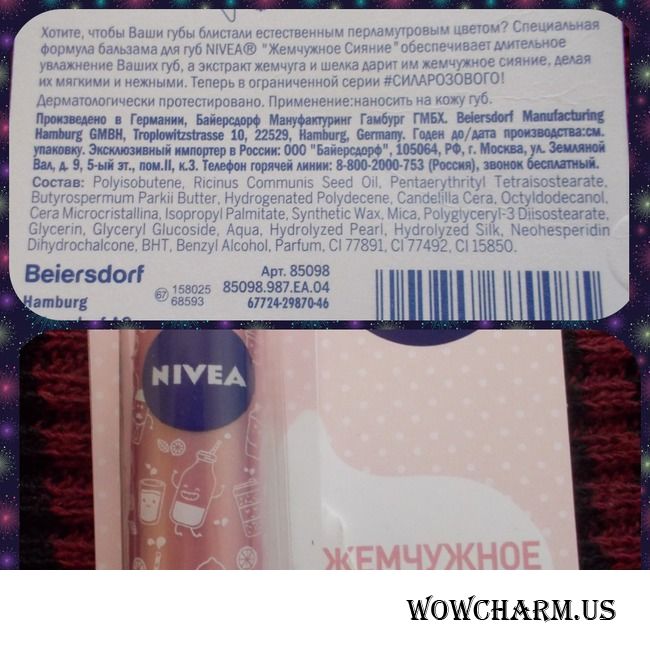 Хотите, чтобы Ваши губы блистали естественным перламутровым цветом? Специальная
формула бальзама для губ NIVEA® "Жемчужное Сияние" обеспечивает длительное
увлажнение Ваших губ, а экстракт жемчуга и шелка дарит им жемчужное сияние, делая
их мягкими и нежными. Теперь в ограниченной серии #СИЛАРОЗОВОГО!
Дерматологически протестировано. Применение:наносить на кожу губ.
Произведено в Германии, Байерсдорф Мануфактуринг Гамбург ГМБХ. Beiersdorf Manufacturing
Hamburg GMBH, Troplowitzstrasse 10, 22529, Hamburg, Germany. Годен до/дата производства:см.
упаковку. Эксклюзивный импортер в России: ООО "Байерсдорф", 105064, РФ, г. Москва, ул. Земляной
Вал, д. 9, 5-ый эт., пом.II, к.3. Телефон горячей линии: 8-800-2000-753 (Россия), звонок бесплатный.
Состав: Polyisobutene, Ricinus Communis Seed Oil, Pentaerythrityl Tetraisostearate,
Butyrospermum Parkii Butter, Hydrogenated Polydecene, Candelilla Cera, Octyldodecanol,
Cera Microcristallina, Isopropyl Palmitate, Synthetic Wax, Mica, Polyglyceryl-3 Diisostearate,
Glycerin, Glyceryl Glucoside, Aqua, Hydrolyzed Pearl, Hydrolyzed Silk, Neohesperidin
Dihydrochalcone, BHT, Benzyl Alcohol, Parfum, CI 77891, CI 77492, CI 15850.
Beiersdorf
Hamburg
67 158025
68593
Арт. 85098
85098.987.EA.04
67724-29870-46
NIVEA
ЖЕМЧУЖНОЕ
WOWCHARM.US